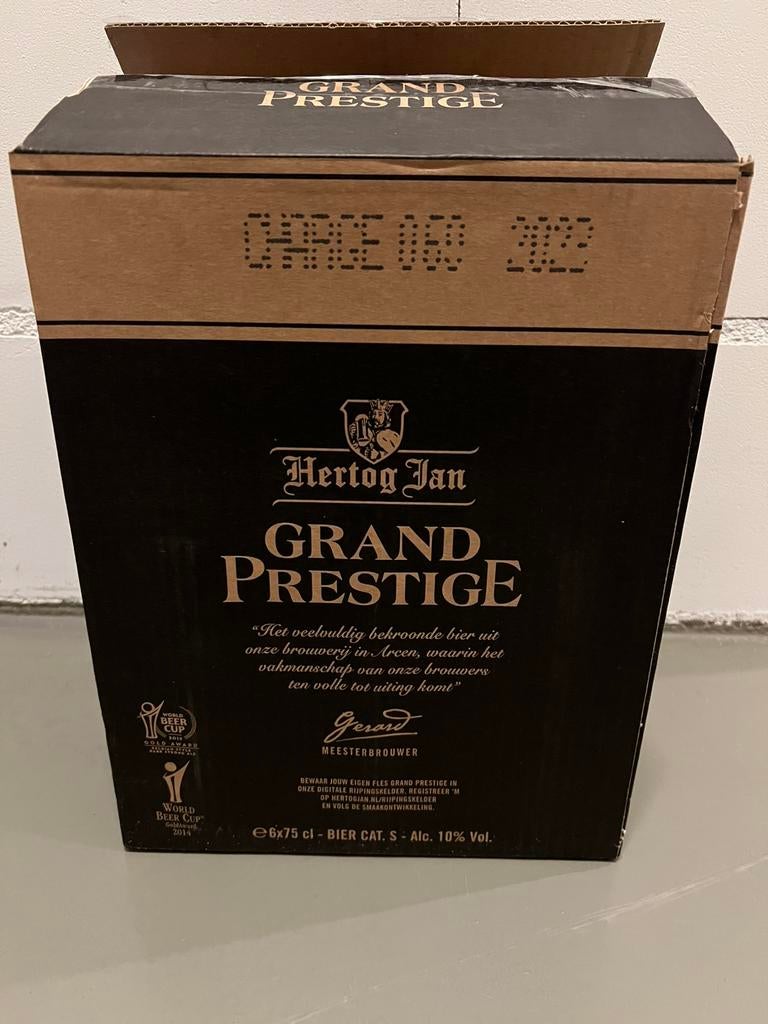 GRAND
PRESTIGE
CHARGE 2023
Hertog Jan
GRAND
PRESTIGE
"Het veelvuldig bekroonde bier uit
onze brouwerij in Arcen, waarin het
vakmanschap van onze brouwers
ten volle tot uiting komt"
Gerard
MEESTERBROUWER
WORLD
BEER
CUP
GOLD AWARD
WORLD
BEER CUP
Gold Award
2014
BEWAAR JOUW EIGEN FLES GRAND PRESTIGE IN
ONZE DIGITALE RIJPINGSKELDER. REGISTREER 'M
OP HERTOGJAN.NL/RIJPINGSKELDER
EN VOLG DE SMAAKONTWIKKELING.
℮6x75 cl - BIER CAT. S - Alc. 10% Vol.